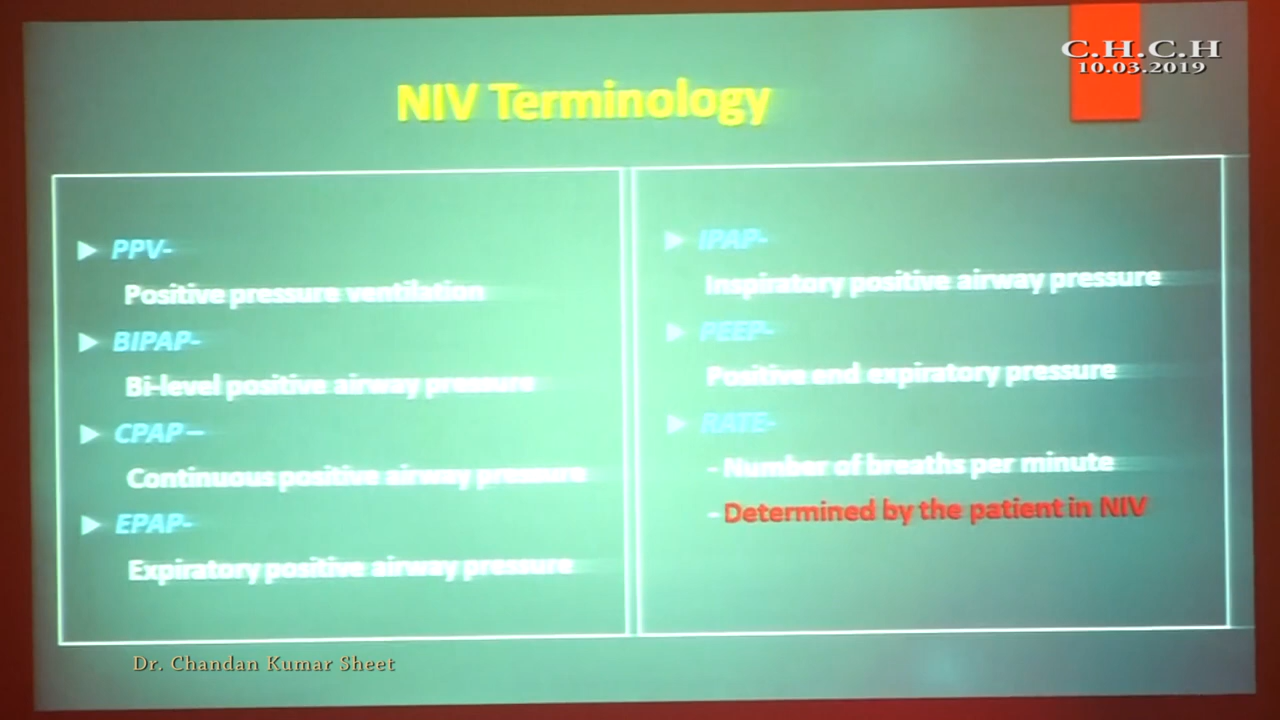 C.H.C.H
10.03.2019
NIV Terminology
PPV-
Positive pressure ventilation
BIPAP-
Bi-level positive airway pressure
CPAP–
Continuous positive airway pressure
EPAP-
Expiratory positive airway pressure
IPAP-
Inspiratory positive airway pressure
PEEP-
Positive end expiratory pressure
RATE-
-Number of breaths per minute
-Determined by the patient in NIV
Dr. Chandan Kumar Sheet